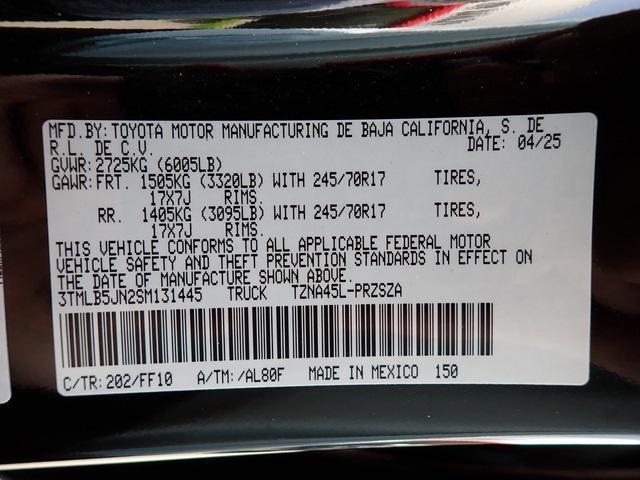 MFD.BY: TOYOTA MOTOR MANUFACTURING DE BAJA CALIFORNIA, S. DE
R.L. DE C.V. DATE: 04/25
GVWR: 2725KG (6005LB)
GAWR: FRT. 1505KG (3320LB) WITH 245/70R17 TIRES,
17X7J RIMS.
RR. 1405KG (3095LB) WITH 245/70R17 TIRES,
17X7J RIMS.
THIS VEHICLE CONFORMS TO ALL APPLICABLE FEDERAL MOTOR
VEHICLE SAFETY AND THEFT PREVENTION STANDARDS IN EFFECT ON
THE DATE OF MANUFACTURE SHOWN ABOVE.
3TMLB5JN2SM131445 TRUCK TZNA45L-PRZSZA
C/TR: 202/FF10 A/TM: /AL80F MADE IN MEXICO 150